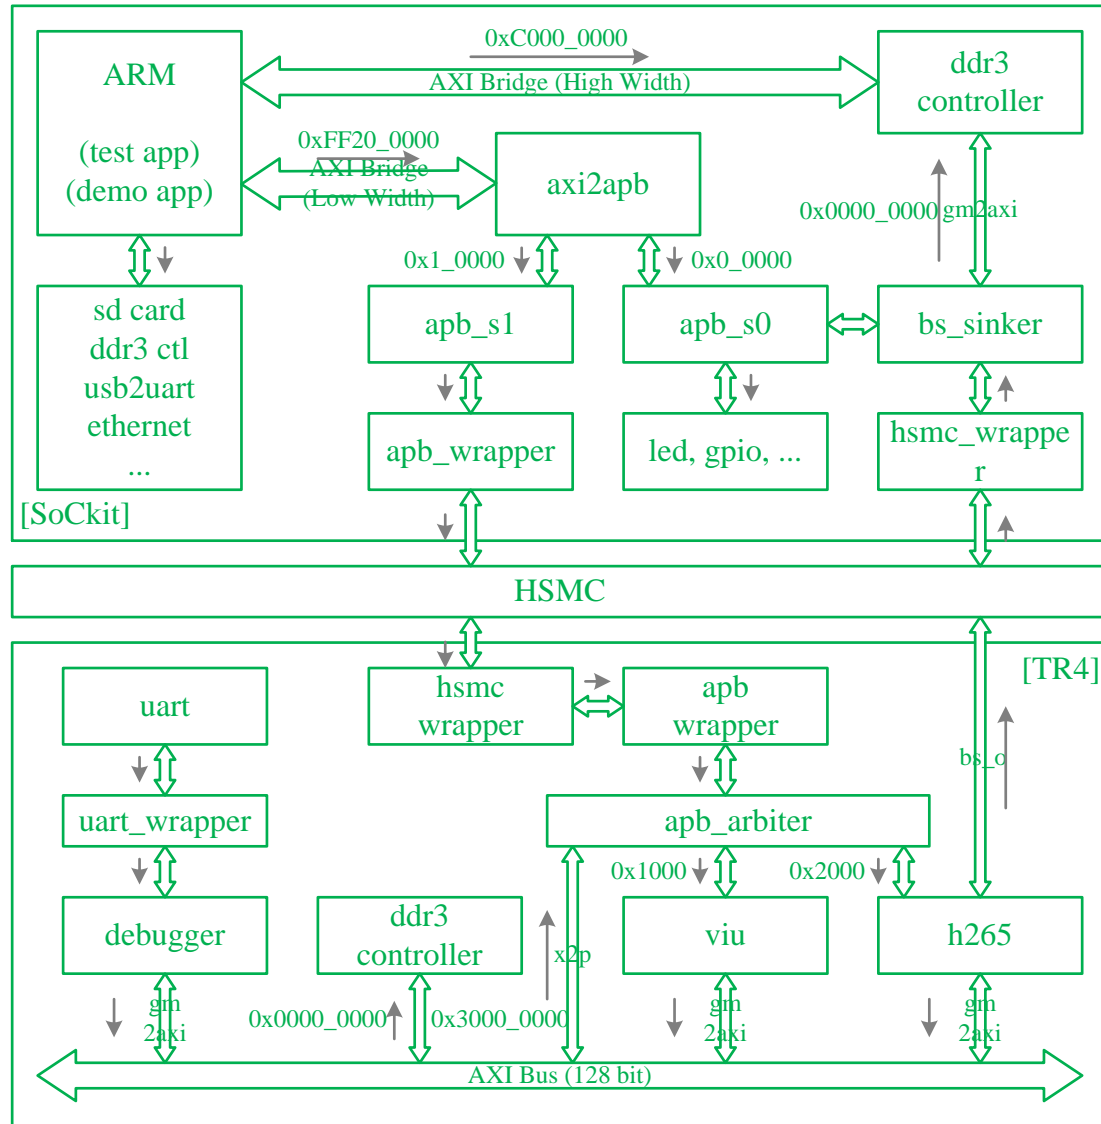 0xC000_0000
ARM
(test app)
(demo app)
AXI Bridge (High Width)
ddr3
controller
0xFF20_0000
AXI Bridge
(Low Width)
axi2apb
0x0000_0000
gm2axi
0x1_0000
0x0_0000
sd card
ddr3 ctl
usb2uart
ethernet
...
apb_s1
apb_s0
bs_sinker
apb_wrapper
led, gpio, ...
hsmc_wrappe
r
[SoCkit]
HSMC
[TR4]
uart
hsmc
wrapper
apb
wrapper
bs_o
uart_wrapper
apb_arbiter
0x1000
0x2000
debugger
ddr3
controller
x2p
viu
h265
gm
2axi
0x0000_0000
0x3000_0000
gm
2axi
gm
2axi
AXI Bus (128 bit)